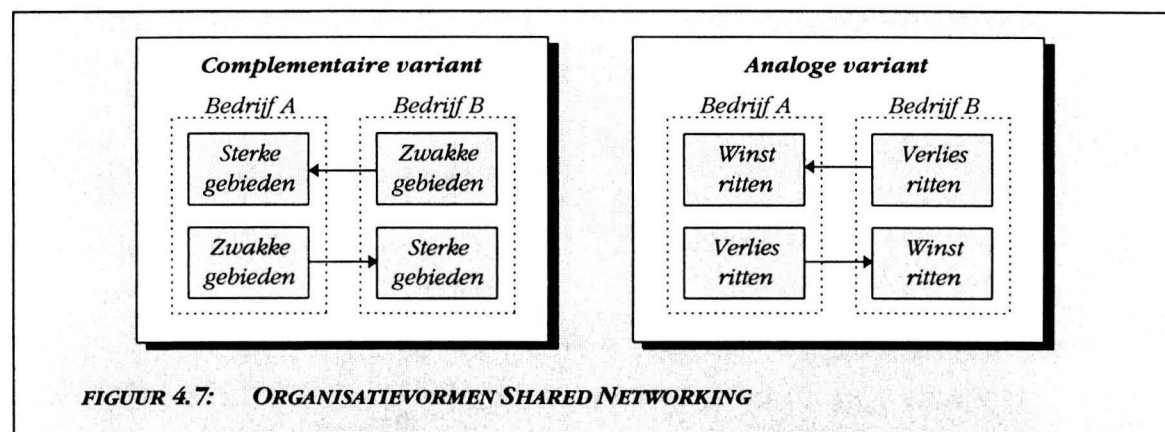 Complementaire variant
Bedrijf A
Bedrijf B
Sterke
gebieden
Zwakke
gebieden
Zwakke
gebieden
Sterke
gebieden
Analoge variant
Bedrijf A
Bedrijf B
Winst
ritten
Verlies
ritten
Verlies
ritten
Winst
ritten
FIGUUR 4.7: ORGANISATIEVORMEN SHARED NETWORKING